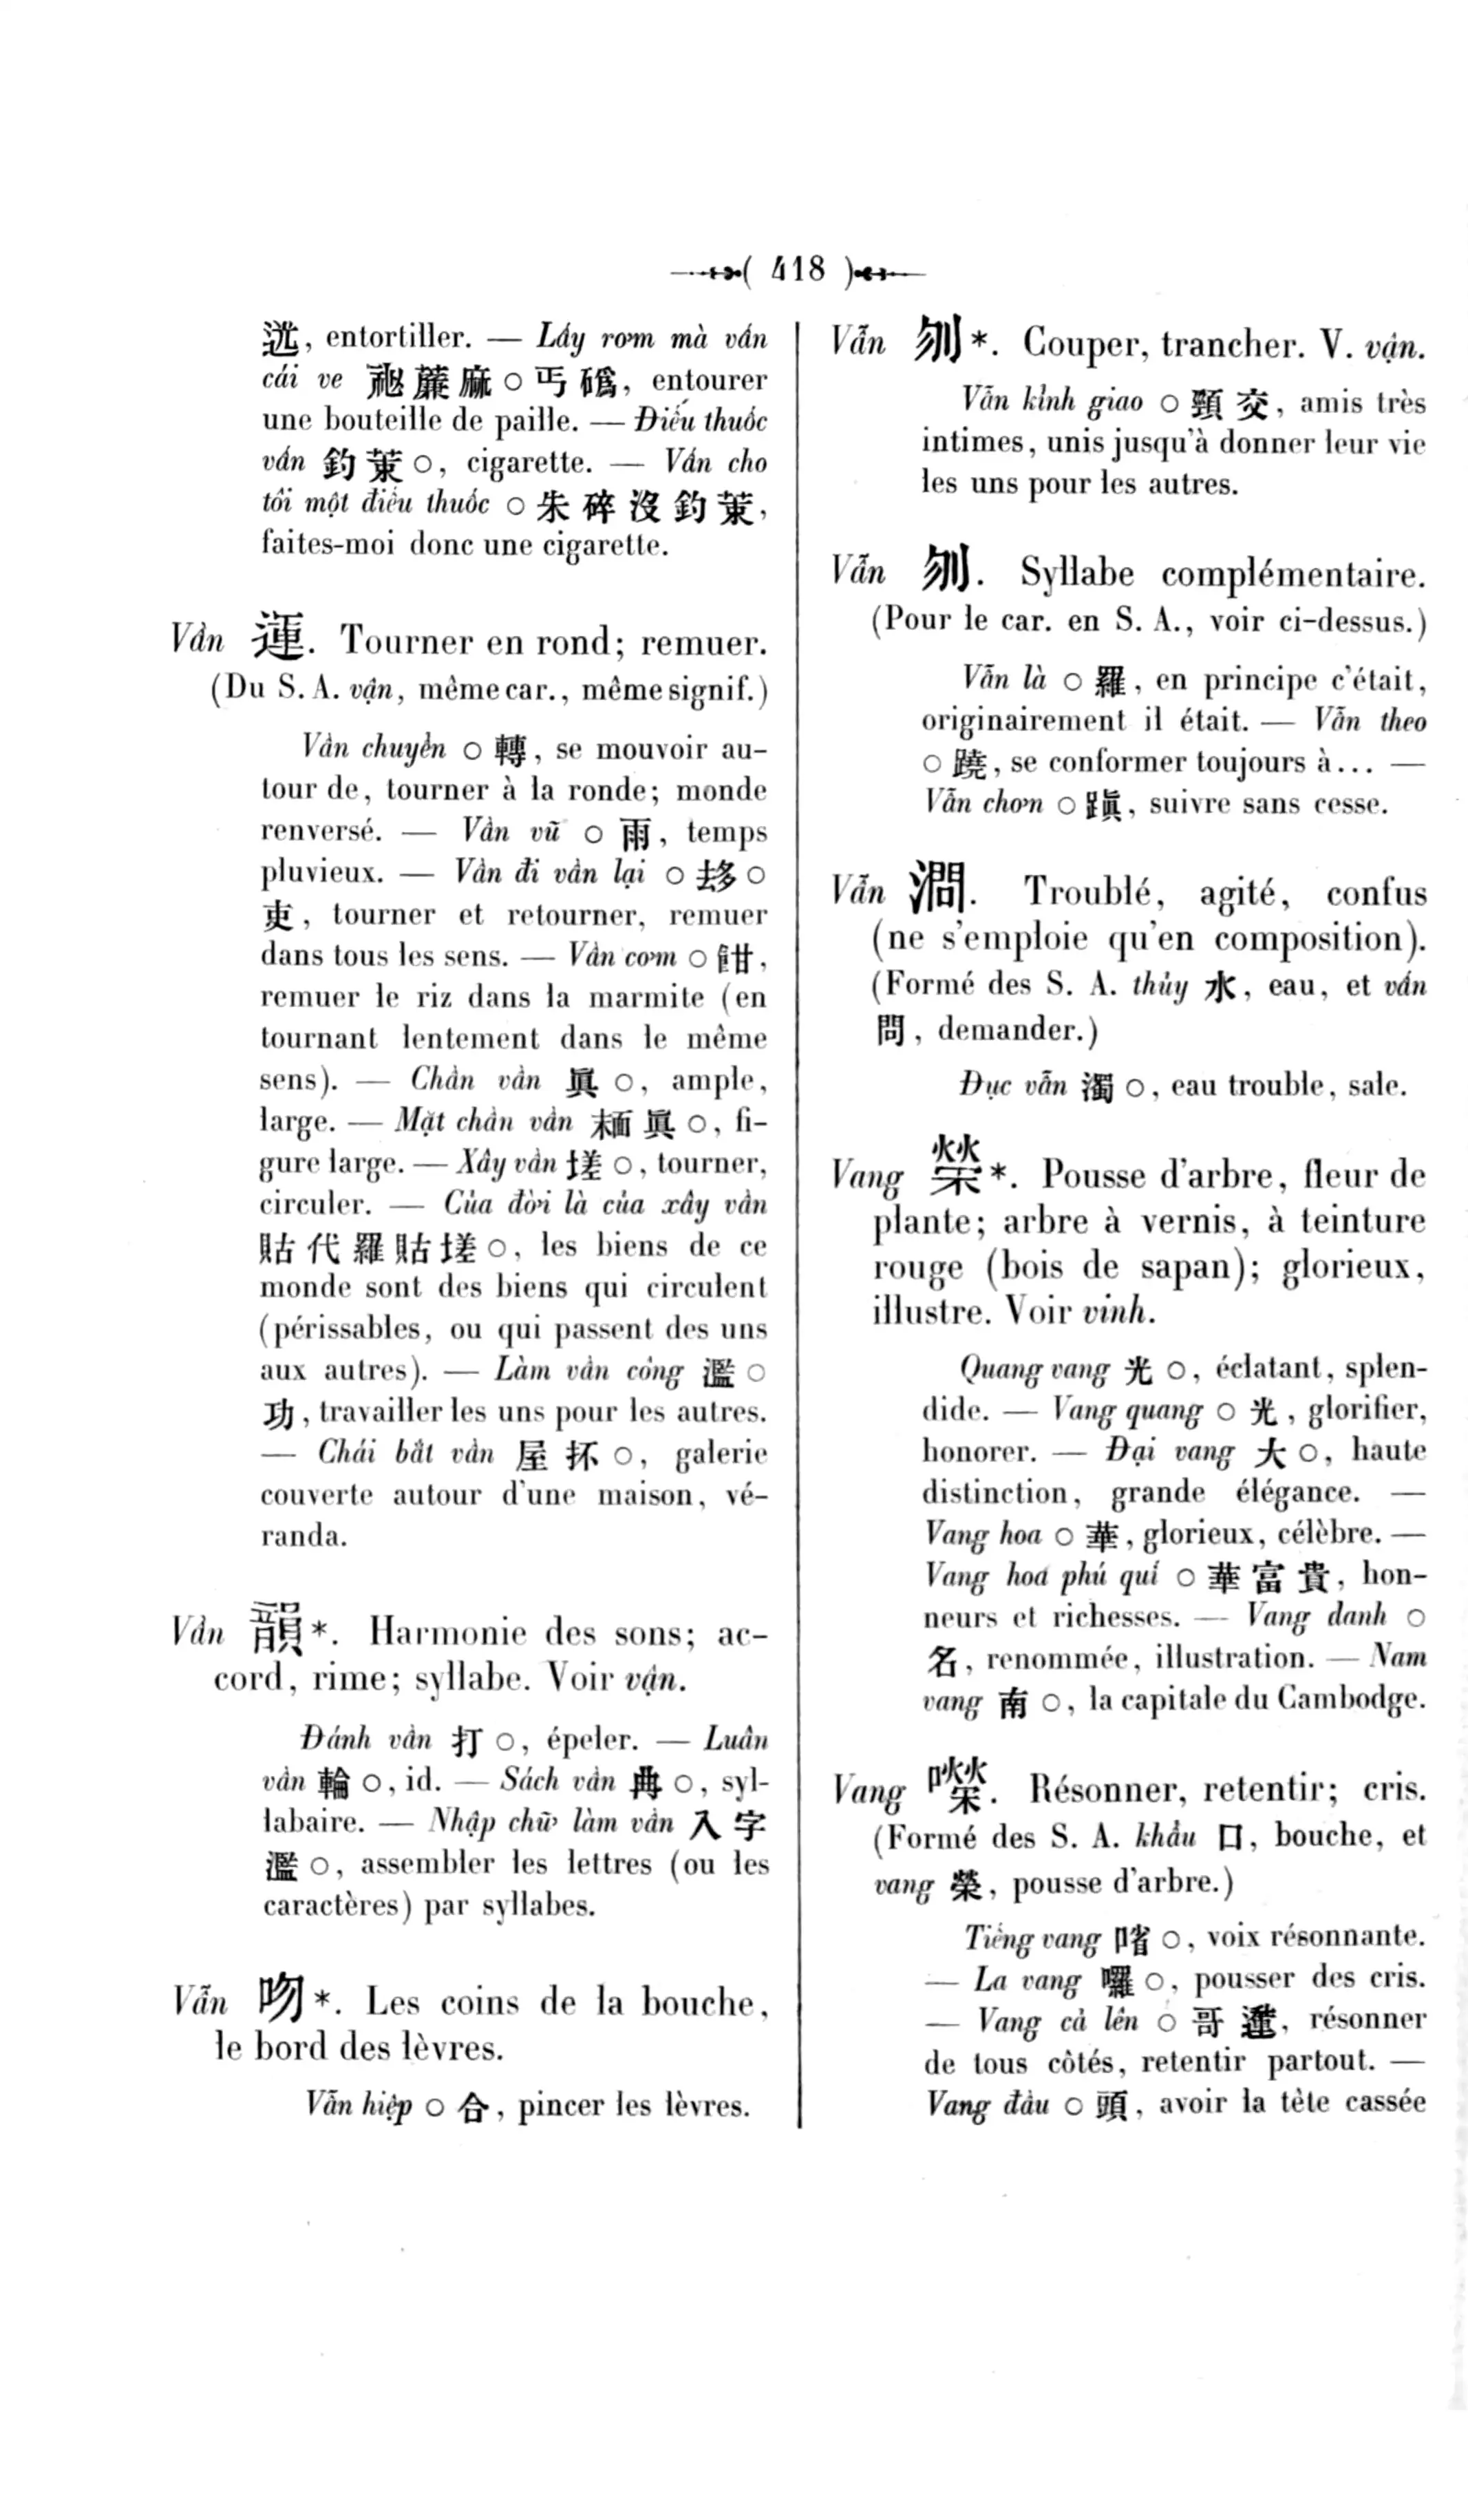 ( 418 )
迯, entortiller. — Lấy rơm mà vấn
cái ve 𥙩 薕 麻 ○ 丐 碼, entourer
une bouteille de paille. — Điếu thuốc
vấn 釣 䓣 ○, cigarette. — Vấn cho
tôi một điếu thuốc ○ 朱 碎 沒 釣 䓣,
faites-moi donc une cigarette.
Vần 運. Tourner en rond; remuer.
(Du S. A. vận, même car., même signif.)
Vần chuyển ○ 轉, se mouvoir au-
tour de, tourner à la ronde; monde
renversé. — Vần vũ ○ 雨, temps
pluvieux. — Vần đi vần lại ○ 𠫾 ○
吏, tourner et retourner, remuer
dans tous les sens. — Vần cơm ○ 𩚵,
remuer le riz dans la marmite (en
tournant lentement dans le même
sens). — Chần vần 眞 ○, ample,
large. — Mặt chần vần 𩈘 眞 ○, fi-
gure large. — Xây vần 搓 ○, tourner,
circuler. — Của đời là của xây vần
貼 代 羅 貼 搓 ○, les biens de ce
monde sont des biens qui circulent
(périssables, ou qui passent des uns
aux autres). — Làm vần công 濫 ○
功, travailler les uns pour les autres.
— Chái bắt vần 屋 抔 ○, galerie
couverte autour d'une maison, vé-
randa.
Vần 韻*. Harmonie des sons; ac-
cord, rime; syllabe. Voir vận.
Đánh vần 打 ○, épeler. — Luân
vần 輪 ○, id. — Sách vần 冊 ○, syl-
labaire. — Nhập chữ làm vần 入 字
濫 ○, assembler les lettres (ou les
caractères) par syllabes.
Vẫn 吻*. Les coins de la bouche,
le bord des lèvres.
Vẫn hiệp ○ 合, pincer les lèvres.
Vẫn 刎*. Couper, trancher. V. vận.
Vẫn kỉnh giao ○ 頸 交, amis très
intimes, unis jusqu'à donner leur vie
les uns pour les autres.
Vẫn 刎. Syllabe complémentaire.
(Pour le car. en S. A., voir ci-dessus.)
Vẫn là ○ 羅, en principe c'était,
originairement il était. — Vẫn theo
○ 蹺, se conformer toujours à... —
Vẫn chơn ○ 蹎, suivre sans cesse.
Vẫn 潣. Troublé, agité, confus
(ne s'emploie qu'en composition).
(Formé des S. A. thủy 水, eau, et vấn
問, demander.)
Đục vẫn 濁 ○, eau trouble, sale.
Vang 榮*. Pousse d'arbre, fleur de
plante; arbre à vernis, à teinture
rouge (bois de sapan); glorieux,
illustre. Voir vinh.
Quang vang 光 ○, éclatant, splen-
dide. — Vang quang ○ 光, glorifier,
honorer. — Đại vang 大 ○, haute
distinction, grande élégance. —
Vang hoa ○ 華, glorieux, célèbre. —
Vang hoa phú quí ○ 華 富 貴, hon-
neurs et richesses. — Vang danh ○
名, renommée, illustration. — Nam
vang 南 ○, la capitale du Cambodge.
Vang 嶸. Résonner, retentir; cris.
(Formé des S. A. khẩu 口, bouche, et
vang 榮, pousse d'arbre.)
Tiếng vang 㗂 ○, voix résonnante.
— La vang 囉 ○, pousser des cris.
— Vang cả lên ○ 哥 𨖲, résonner
de tous côtés, retentir partout. —
Vang đầu ○ 頭, avoir la tête cassée